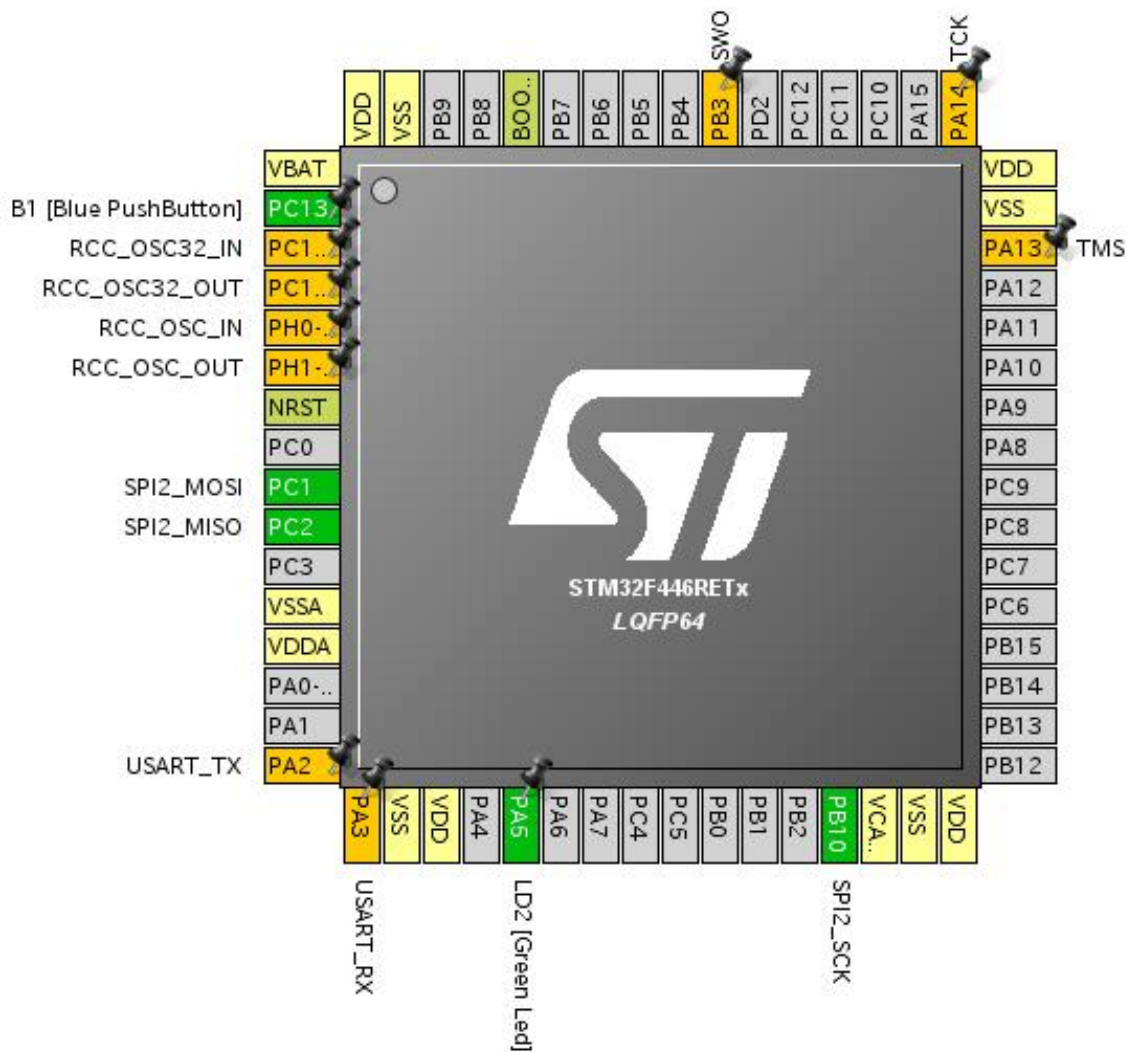 SWO
TCK
VDD
VSS
PB9
PB8
BOO..
PB7
PB6
PB5
PB4
PB3
PD2
PC12
PC11
PC10
PA15
PA14
VBAT
B1 [Blue PushButton] PC13
RCC_OSC32_IN PC1..
RCC_OSC32_OUT PC1..
RCC_OSC_IN PH0-..
RCC_OSC_OUT PH1-..
NRST
PC0
SPI2_MOSI PC1
SPI2_MISO PC2
PC3
VSSA
VDDA
PA0-..
PA1
USART_TX PA2
ST
STM32F446RETx
LQFP64
VDD
VSS
PA13 TMS
PA12
PA11
PA10
PA9
PA8
PC9
PC8
PC7
PC6
PB15
PB14
PB13
PB12
PA3
VSS
VDD
PA4
PA5
PA6
PA7
PC4
PC5
PB0
PB1
PB2
PB10
VCA..
VSS
VDD
USART_RX
LD2 [Green Led]
SPI2_SCK